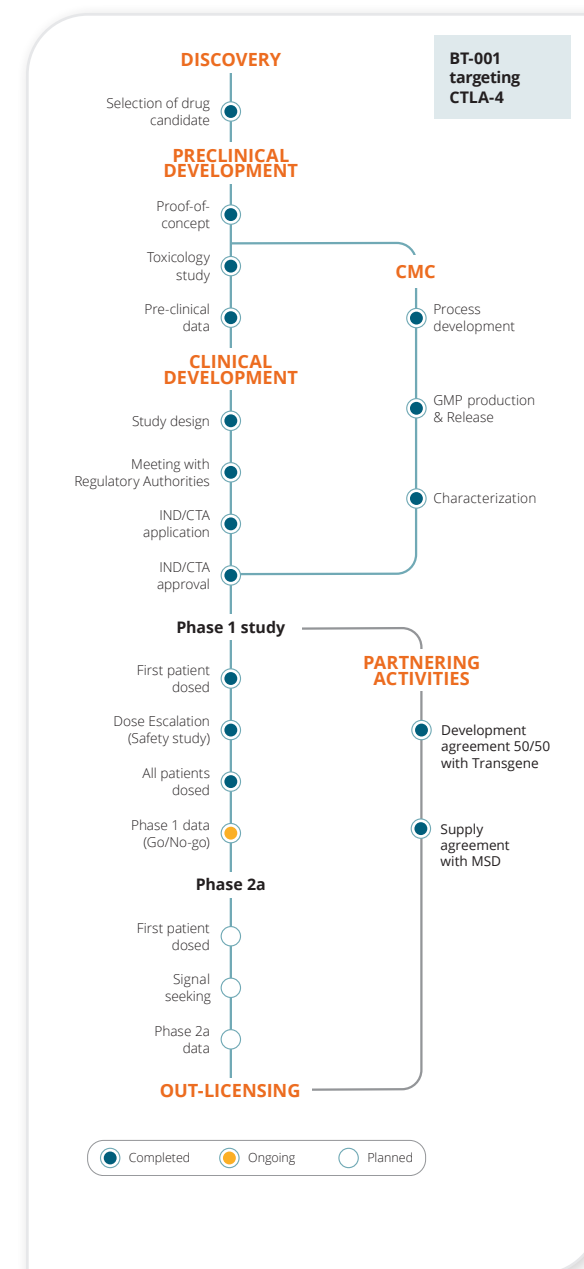 DISCOVERY
BT-001
targeting
CTLA-4
Selection of drug
candidate
PRECLINICAL
DEVELOPMENT
Proof-of-
concept
Toxicology
study
Pre-clinical
data
CMC
Process
development
GMP production
& Release
Characterization
CLINICAL
DEVELOPMENT
Study design
Meeting with
Regulatory Authorities
IND/CTA
application
IND/CTA
approval
Phase 1 study
First patient
dosed
Dose Escalation
(Safety study)
All patients
dosed
Phase 1 data
(Go/No-go)
PARTNERING
ACTIVITIES
Development
agreement 50/50
with Transgene
Supply
agreement
with MSD
Phase 2a
First patient
dosed
Signal
seeking
Phase 2a
data
OUT-LICENSING
Completed
Ongoing
Planned